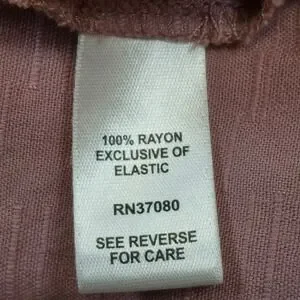 100% RAYON
EXCLUSIVE OF
ELASTIC
RN37080
SEE REVERSE
FOR CARE